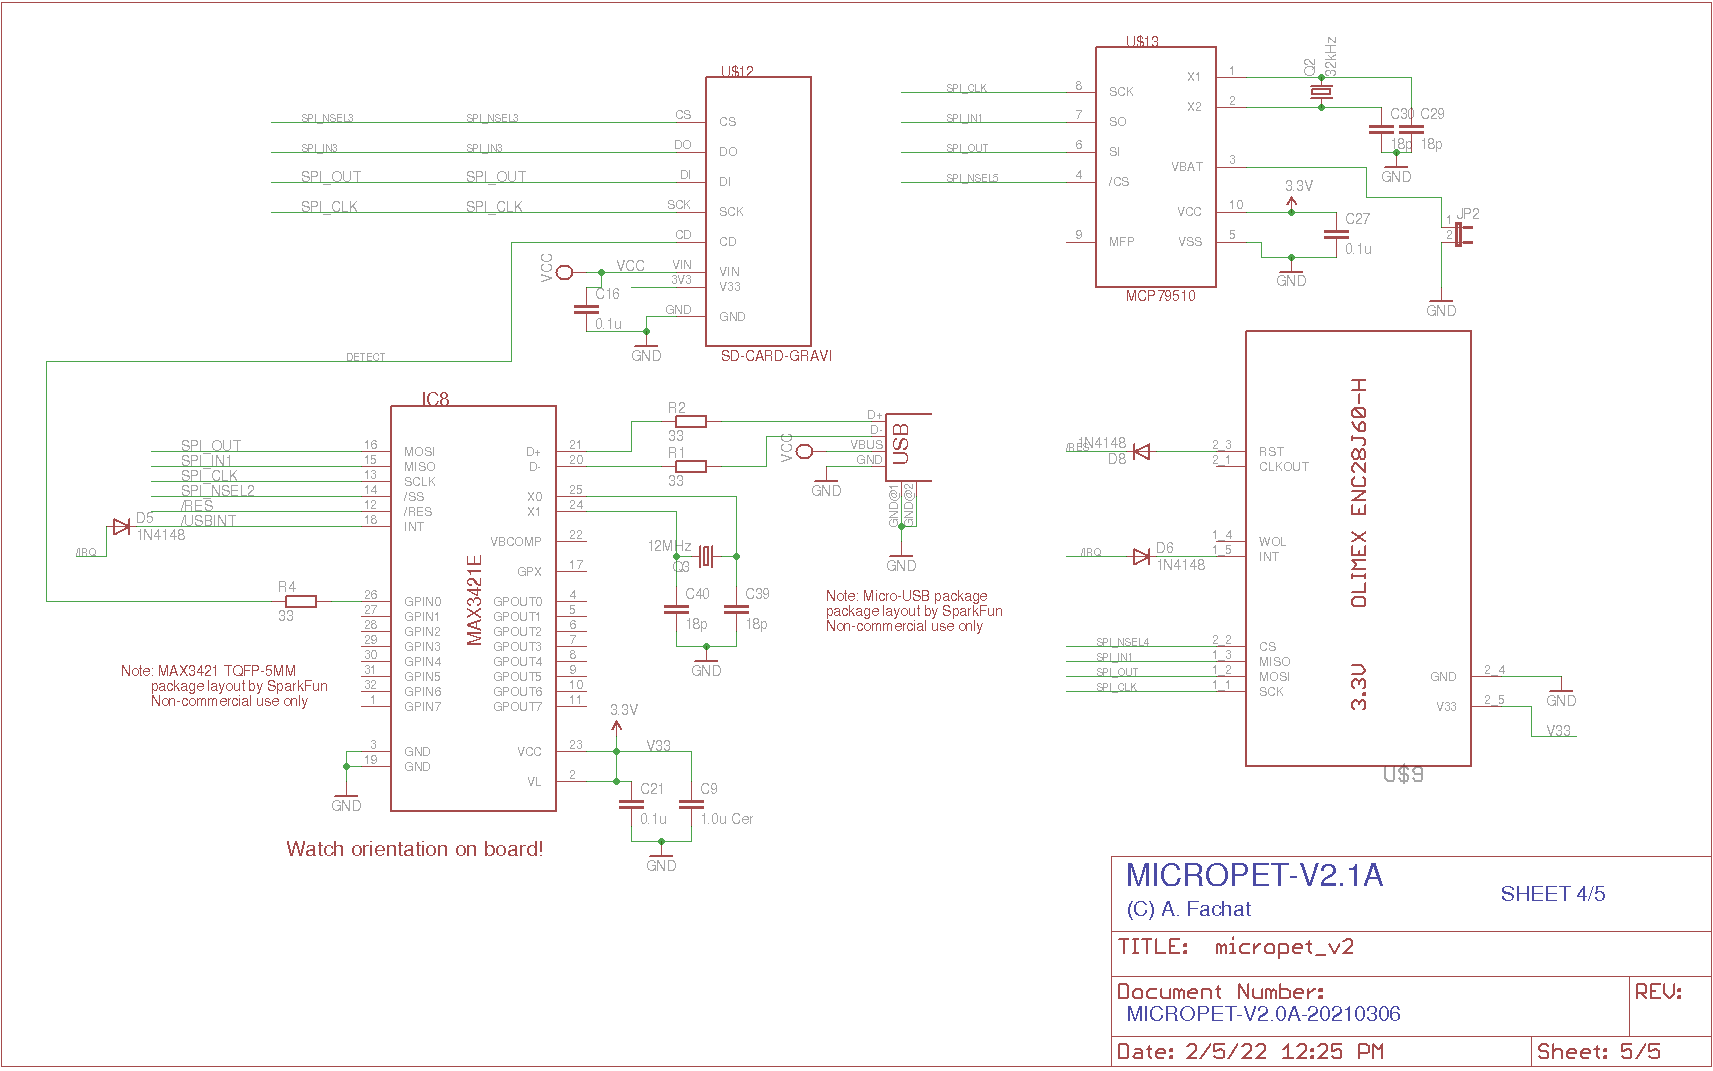 U$12
SPI_NSEL3 SPI_NSEL3 CS CS
SPI_IN3 SPI_IN3 DO DO
SPI_OUT SPI_OUT DI DI
SPI_CLK SPI_CLK SCK SCK
CD CD
VCC VCC VIN VIN
3V3 V33
C16
0.1u
GND GND
GND
SD-CARD-GRAVI
DETECT
U$13
SPI_CLK 8 SCK X1 1
SPI_IN1 7 SO X2 2
SPI_OUT 6 SI VBAT 3
SPI_NSEL5 4 /CS
VCC 10
9 MFP VSS 5
MCP79510
Q2
32kHz
C30 C29
18p 18p
GND
3.3V
C27
0.1u
GND
JP2
1
2
GND
IC8
MAX3421E
SPI_OUT 16 MOSI
SPI_IN1 15 MISO
SPI_CLK 13 SCLK
SPI_NSEL2 14 /SS
/RES 12 /RES
/USBINT 18 INT
D5
1N4148
/IRQ
R4
33
26 GPIN0
27 GPIN1
28 GPIN2
29 GPIN3
30 GPIN4
31 GPIN5
32 GPIN6
1 GPIN7
3 GND
19 GND
GND
D+ 21
D- 20
X0 25
X1 24
VBCOMP 22
GPX 17
GPOUT0 4
GPOUT1 5
GPOUT2 6
GPOUT3 7
GPOUT4 8
GPOUT5 9
GPOUT6 10
GPOUT7 11
VCC 23
VL 2
R2
33
R1
33
D+
D-
VBUS
GND
USB
VCC
GND
GND@1
GND@2
GND
12MHz
Q3
C40 C39
18p 18p
GND
3.3V
V33
C21 C9
0.1u 1.0u Cer
GND
Note: MAX3421 TQFP-5MM
package layout by SparkFun
Non-commercial use only
Note: Micro-USB package
package layout by SparkFun
Non-commercial use only
Watch orientation on board!
/RES 1N4148
D8
2_3 RST
2_1 CLKOUT
/IRQ D6
1N4148
1_4 WOL
1_5 INT
SPI_NSEL4 2_2 CS
SPI_IN1 1_3 MISO
SPI_OUT 1_2 MOSI
SPI_CLK 1_1 SCK
OLIMEX ENC28J60-H
3.3V
GND 2_4
GND
V33 2_5
V33
U$9
MICROPET-V2.1A
SHEET 4/5
(C) A. Fachat
TITLE: micropet_v2
Document Number:
MICROPET-V2.0A-20210306
REV:
Date: 2/5/22 12:25 PM
Sheet: 5/5